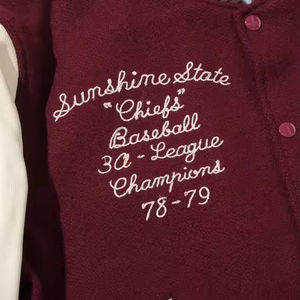 Sunshine State
"Chiefs"
Baseball
3A-League
Champions
78-79